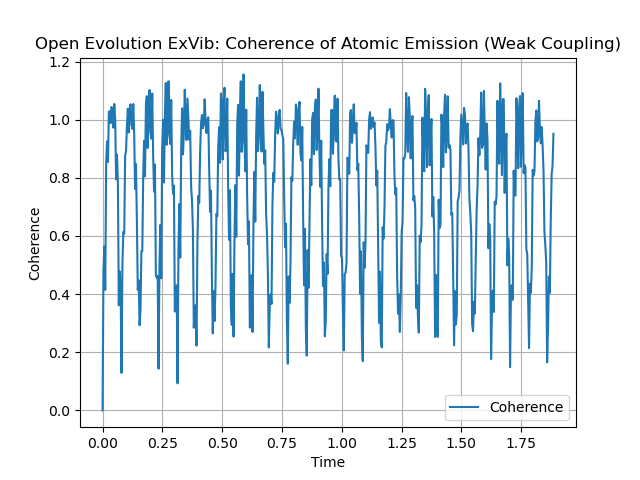 Open Evolution ExVib: Coherence of Atomic Emission (Weak Coupling)
1.2
1.0
0.8
0.6
0.4
0.2
0.0
Coherence
Coherence
0.00 0.25 0.50 0.75 1.00 1.25 1.50 1.75
Time